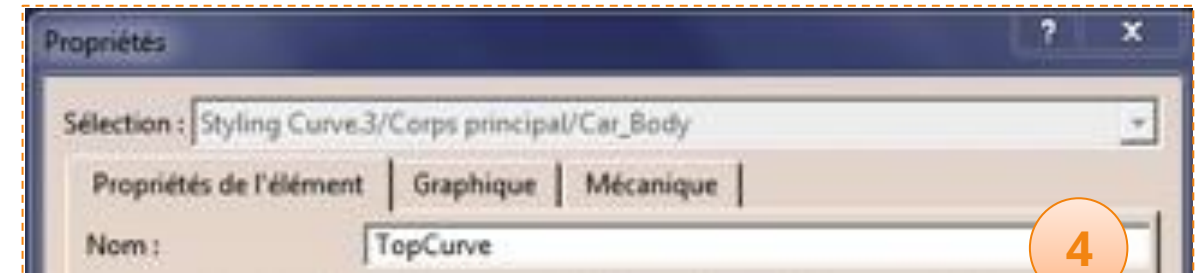 Propriétés ? x
Sélection : Styling Curve.3/Corps principal/Car_Body
Propriétés de l'élément Graphique Mécanique
Nom : TopCurve
4